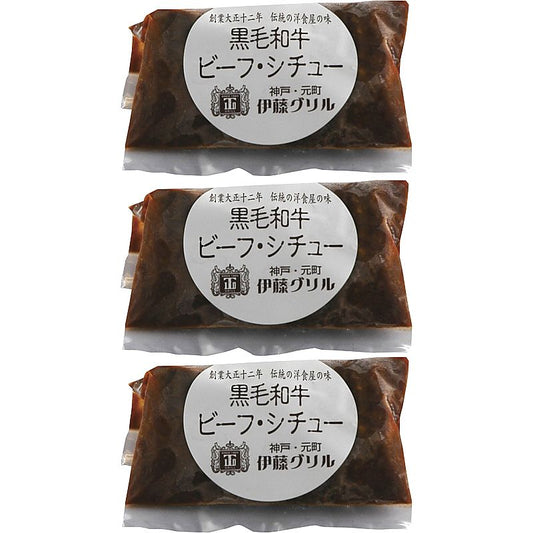 創業大正十二年 伝統の洋食屋の味
黒毛和牛
ビーフ・シチュー
神戸・元町
伊藤グリル
創業大正十二年 伝統の洋食屋の味
黒毛和牛
ビーフ・シチュー
神戸・元町
伊藤グリル
創業大正十二年 伝統の洋食屋の味
黒毛和牛
ビーフ・シチュー
神戸・元町
伊藤グリル